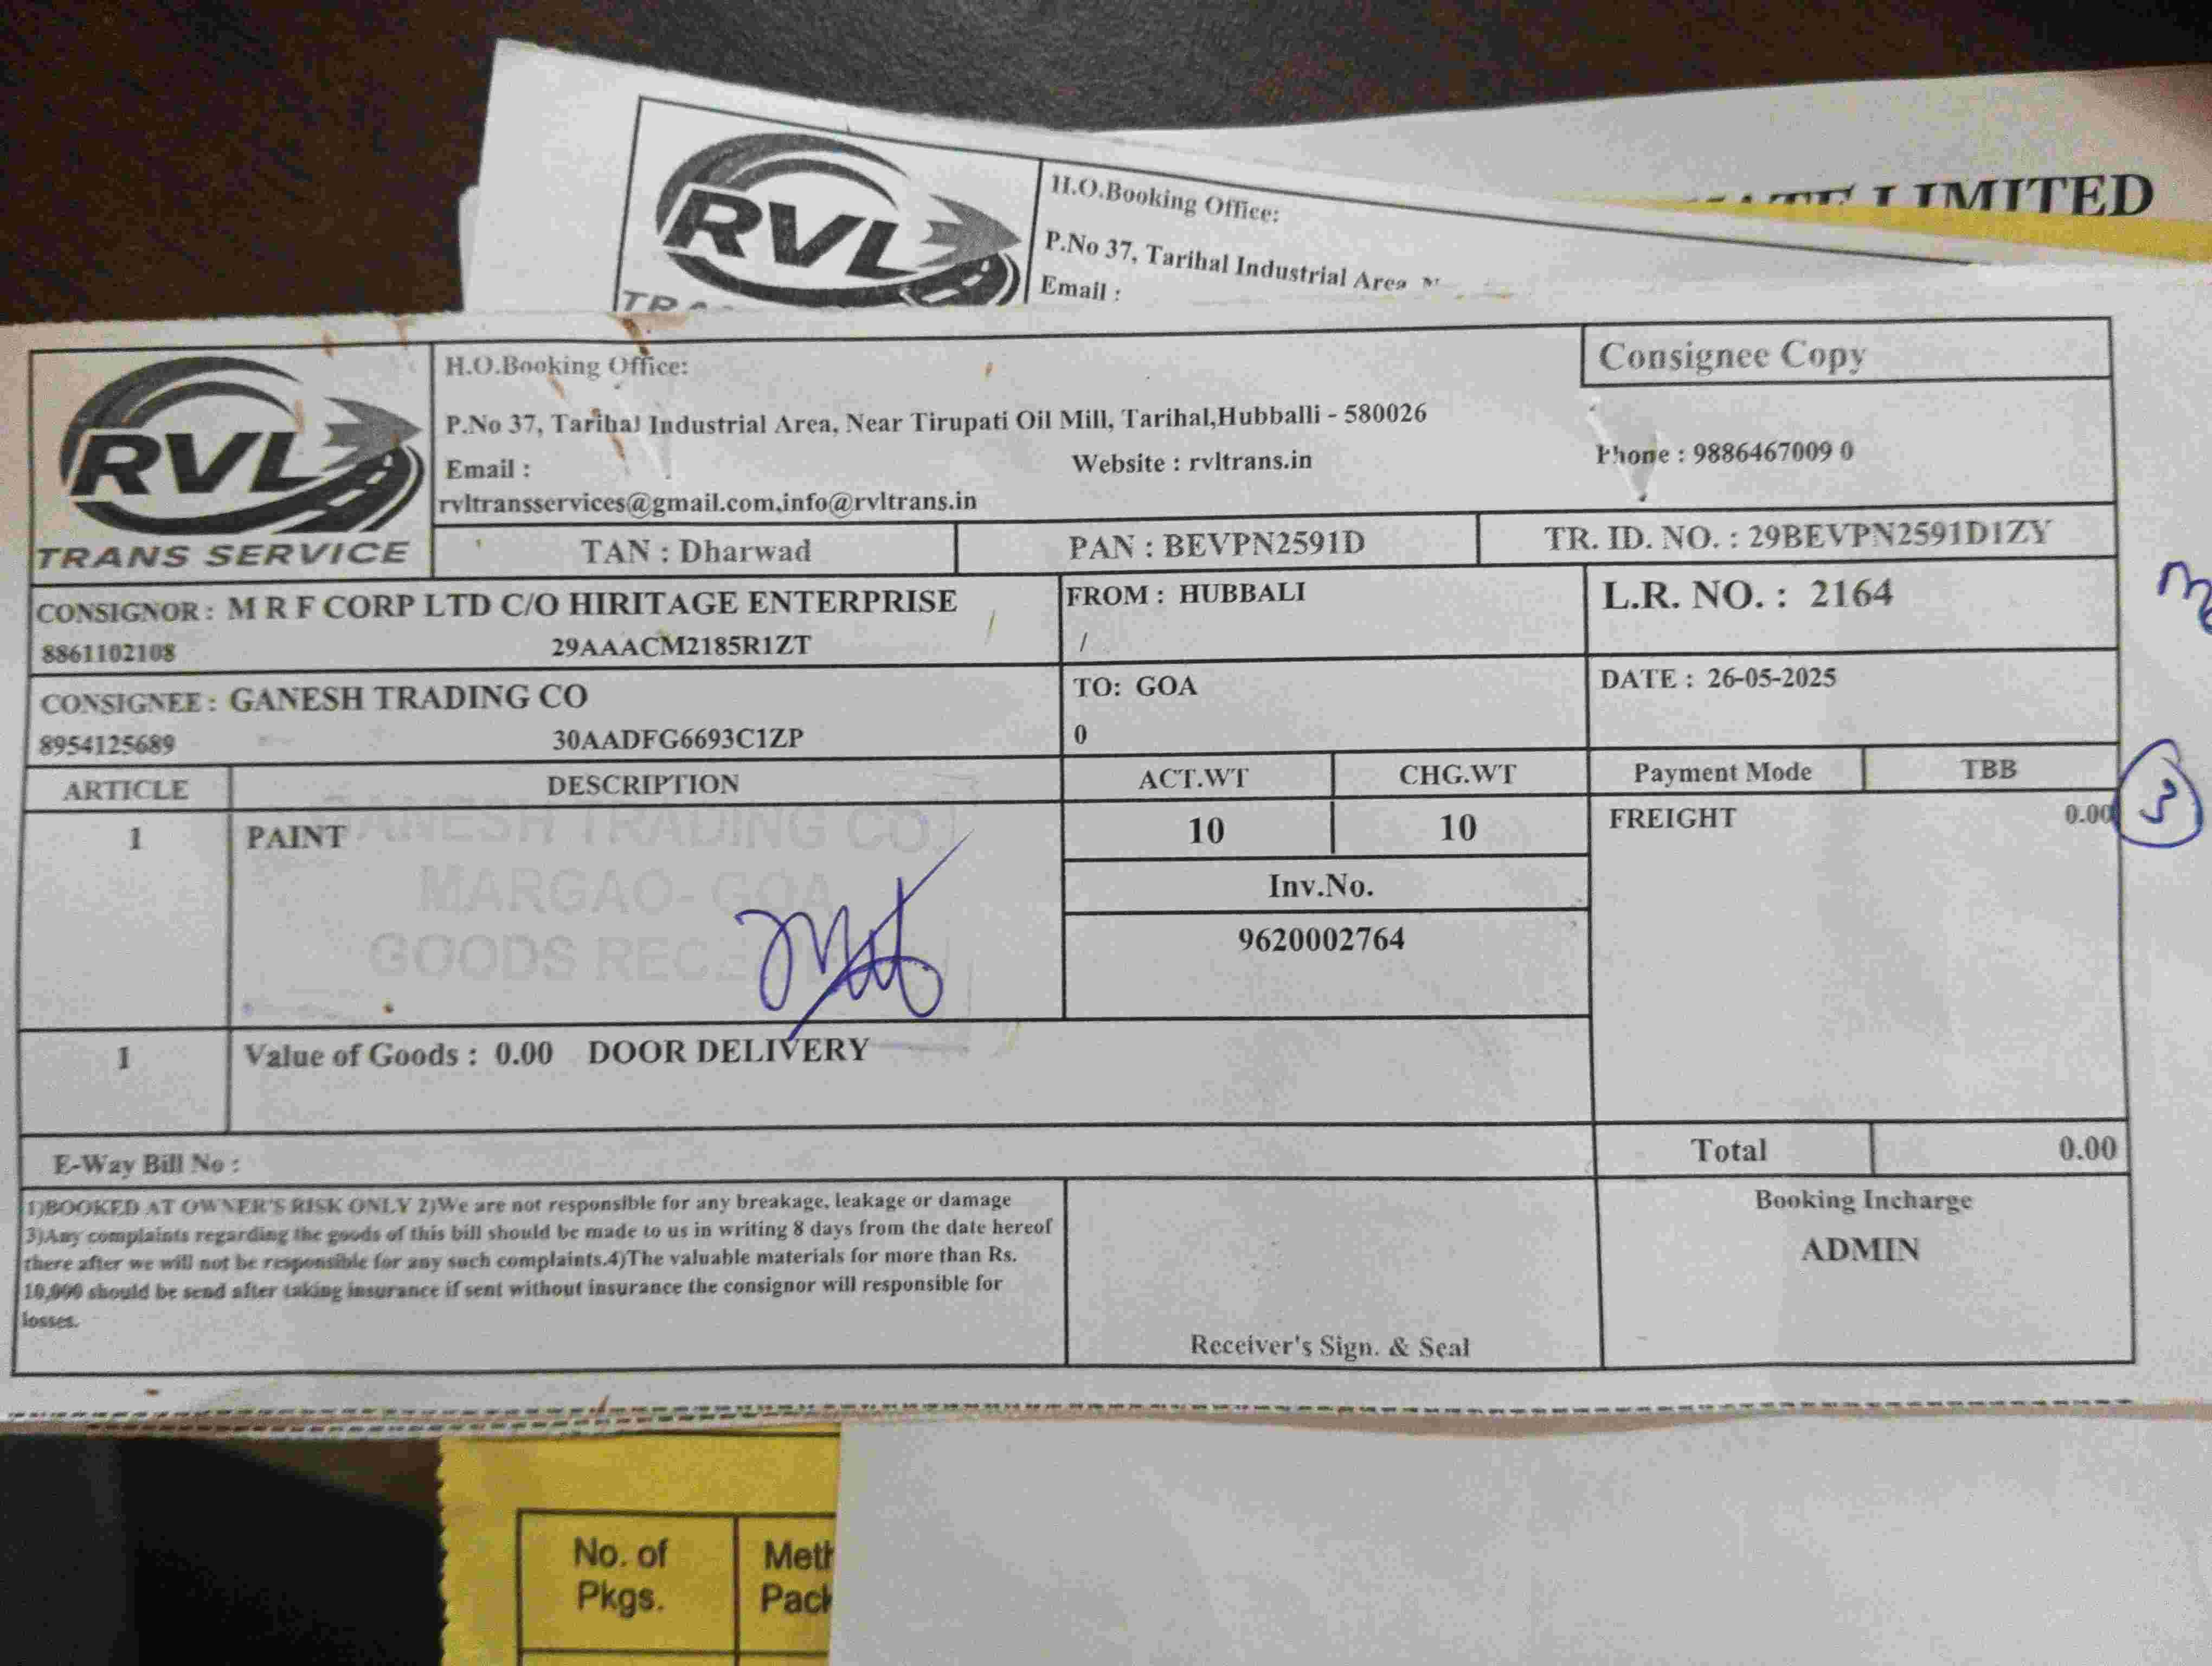 LIMITED
RVL
H.O.Booking Office:
P.No 37, Tarihal Industrial Area
Email :
RVL
TRANS SERVICE
H.O.Booking Office:
Consignee Copy
P.No 37, Tarihal Industrial Area, Near Tirupati Oil Mill, Tarihal,Hubballi - 580026
Email :
Website : rvltrans.in
Phone : 9886467009 0
rvltransservices@gmail.com,info@rvltrans.in
TAN : Dharwad
PAN : BEVPN2591D
TR. ID. NO. : 29BEVPN2591D1ZY
CONSIGNOR : M R F CORP LTD C/O HIRITAGE ENTERPRISE
8861102108 29AAACM2185R1ZT
FROM : HUBBALI
/
L.R. NO. : 2164
CONSIGNEE : GANESH TRADING CO
8954125689 30AADFG6693C1ZP
TO: GOA
0
DATE : 26-05-2025
ARTICLE DESCRIPTION ACT.WT CHG.WT Payment Mode TBB
1 PAINT 10 10 FREIGHT 0.00
3
GANESH TRADING CO.
MARGAO-GOA
GOODS
Inv.No.
9620002764
1 Value of Goods : 0.00 DOOR DELIVERY
E-Way Bill No :
Total 0.00
1)BOOKED AT OWNER'S RISK ONLY 2)We are not responsible for any breakage, leakage or damage
3)Any complaints regarding the goods of this bill should be made to us in writing 8 days from the date hereof
there after we will not be responsible for any such complaints.4)The valuable materials for more than Rs.
10,000 should be send after taking insurance if sent without insurance the consignor will responsible for
losses.
Receiver's Sign. & Seal
Booking Incharge
ADMIN
No. of
Pkgs.